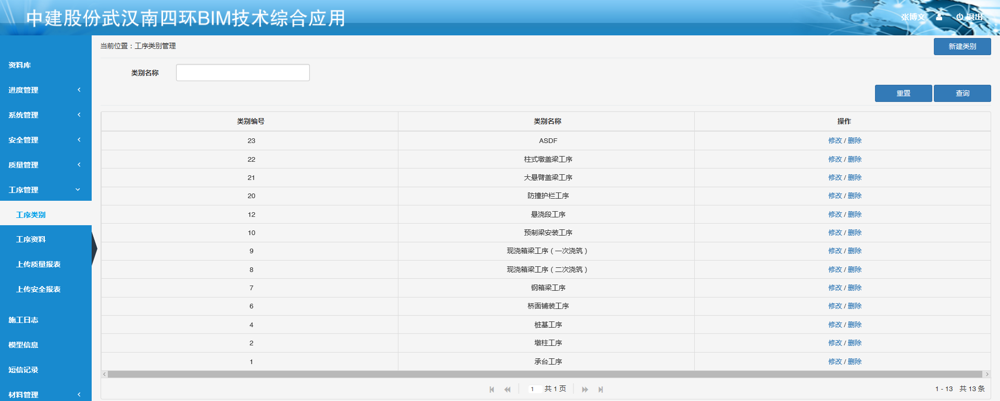 中建股份武汉南四环BIM技术综合应用
张博文 退出
资料库
进度管理
系统管理
安全管理
质量管理
工序管理
工序类别
工序资料
上传质量报表
上传安全报表
施工日志
模型信息
短信记录
材料管理
当前位置：工序类别管理
新建类别
类别名称
重置 查询
类别编号 类别名称 操作
23 ASDF 修改 / 删除
22 柱式墩盖梁工序 修改 / 删除
21 大悬臂盖梁工序 修改 / 删除
20 防撞护栏工序 修改 / 删除
12 悬浇段工序 修改 / 删除
10 预制梁安装工序 修改 / 删除
9 现浇箱梁工序（一次浇筑） 修改 / 删除
8 现浇箱梁工序（二次浇筑） 修改 / 删除
7 钢箱梁工序 修改 / 删除
6 桥面铺装工序 修改 / 删除
4 桩基工序 修改 / 删除
2 墩柱工序 修改 / 删除
1 承台工序 修改 / 删除
1 共 1 页
1 - 13 共 13 条